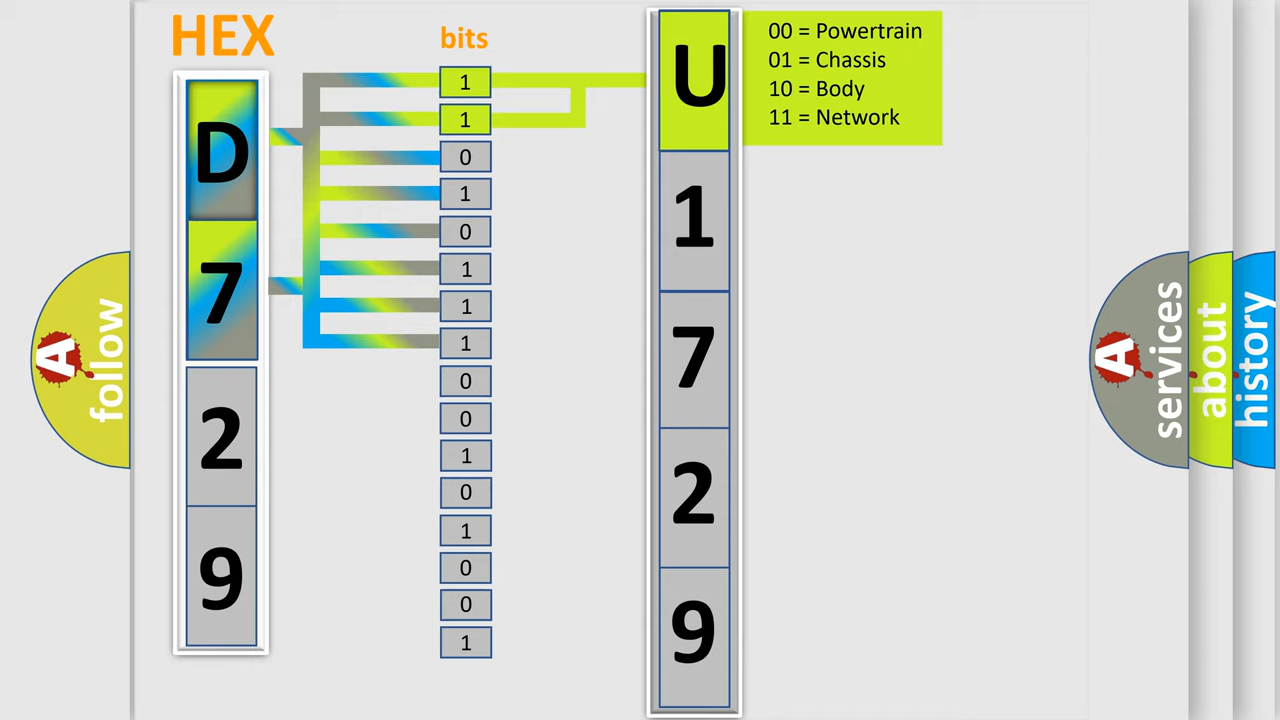 HEX
bits
D
7
2
9
1
1
0
1
0
1
1
1
0
0
1
0
1
0
0
1
U
1
7
2
9
00 = Powertrain
01 = Chassis
10 = Body
11 = Network
A
follow
A
services
about
history